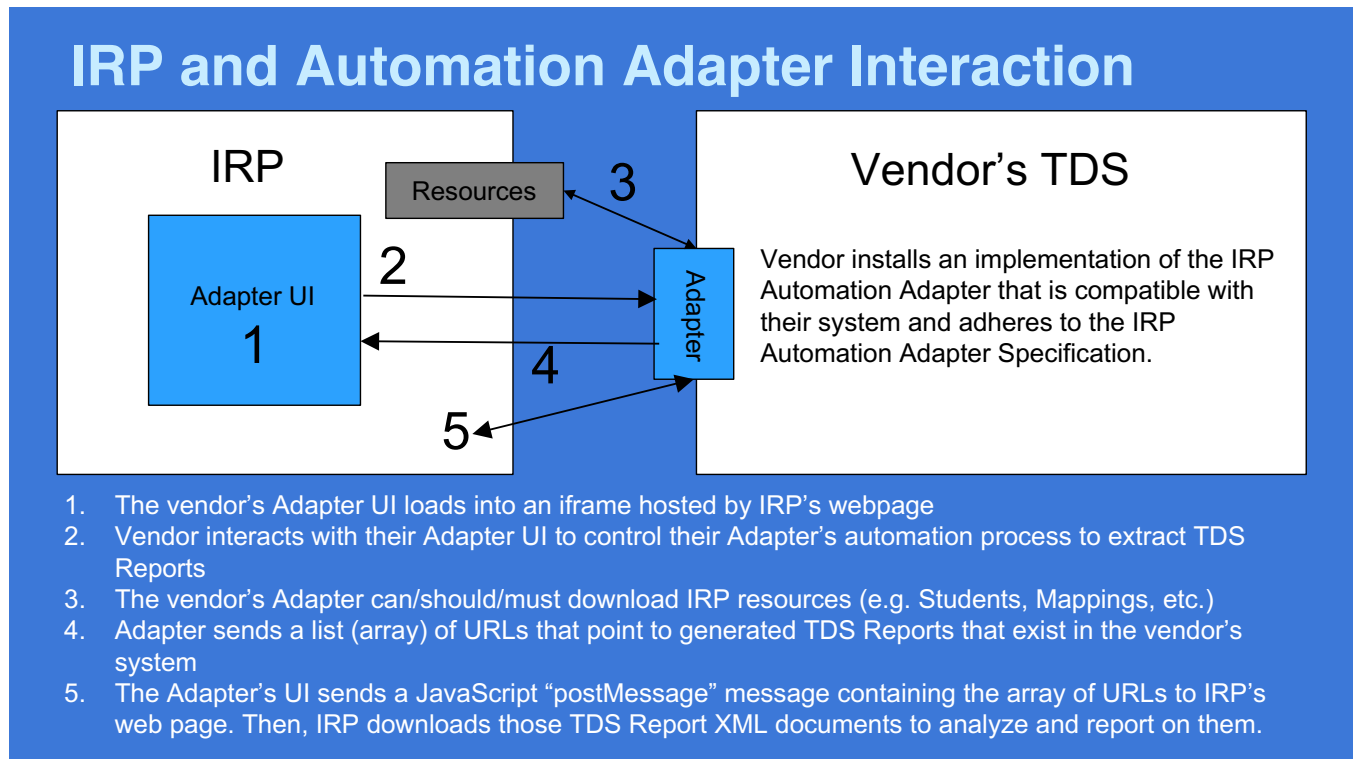 IRP and Automation Adapter Interaction
IRP
Resources
3
Vendor’s TDS
2
Adapter UI
1
Adapter
4
5
Vendor installs an implementation of the IRP
Automation Adapter that is compatible with
their system and adheres to the IRP
Automation Adapter Specification.
1. The vendor’s Adapter UI loads into an iframe hosted by IRP’s webpage
2. Vendor interacts with their Adapter UI to control their Adapter’s automation process to extract TDS
Reports
3. The vendor’s Adapter can/should/must download IRP resources (e.g. Students, Mappings, etc.)
4. Adapter sends a list (array) of URLs that point to generated TDS Reports that exist in the vendor’s
system
5. The Adapter’s UI sends a JavaScript “postMessage” message containing the array of URLs to IRP’s
web page. Then, IRP downloads those TDS Report XML documents to analyze and report on them.